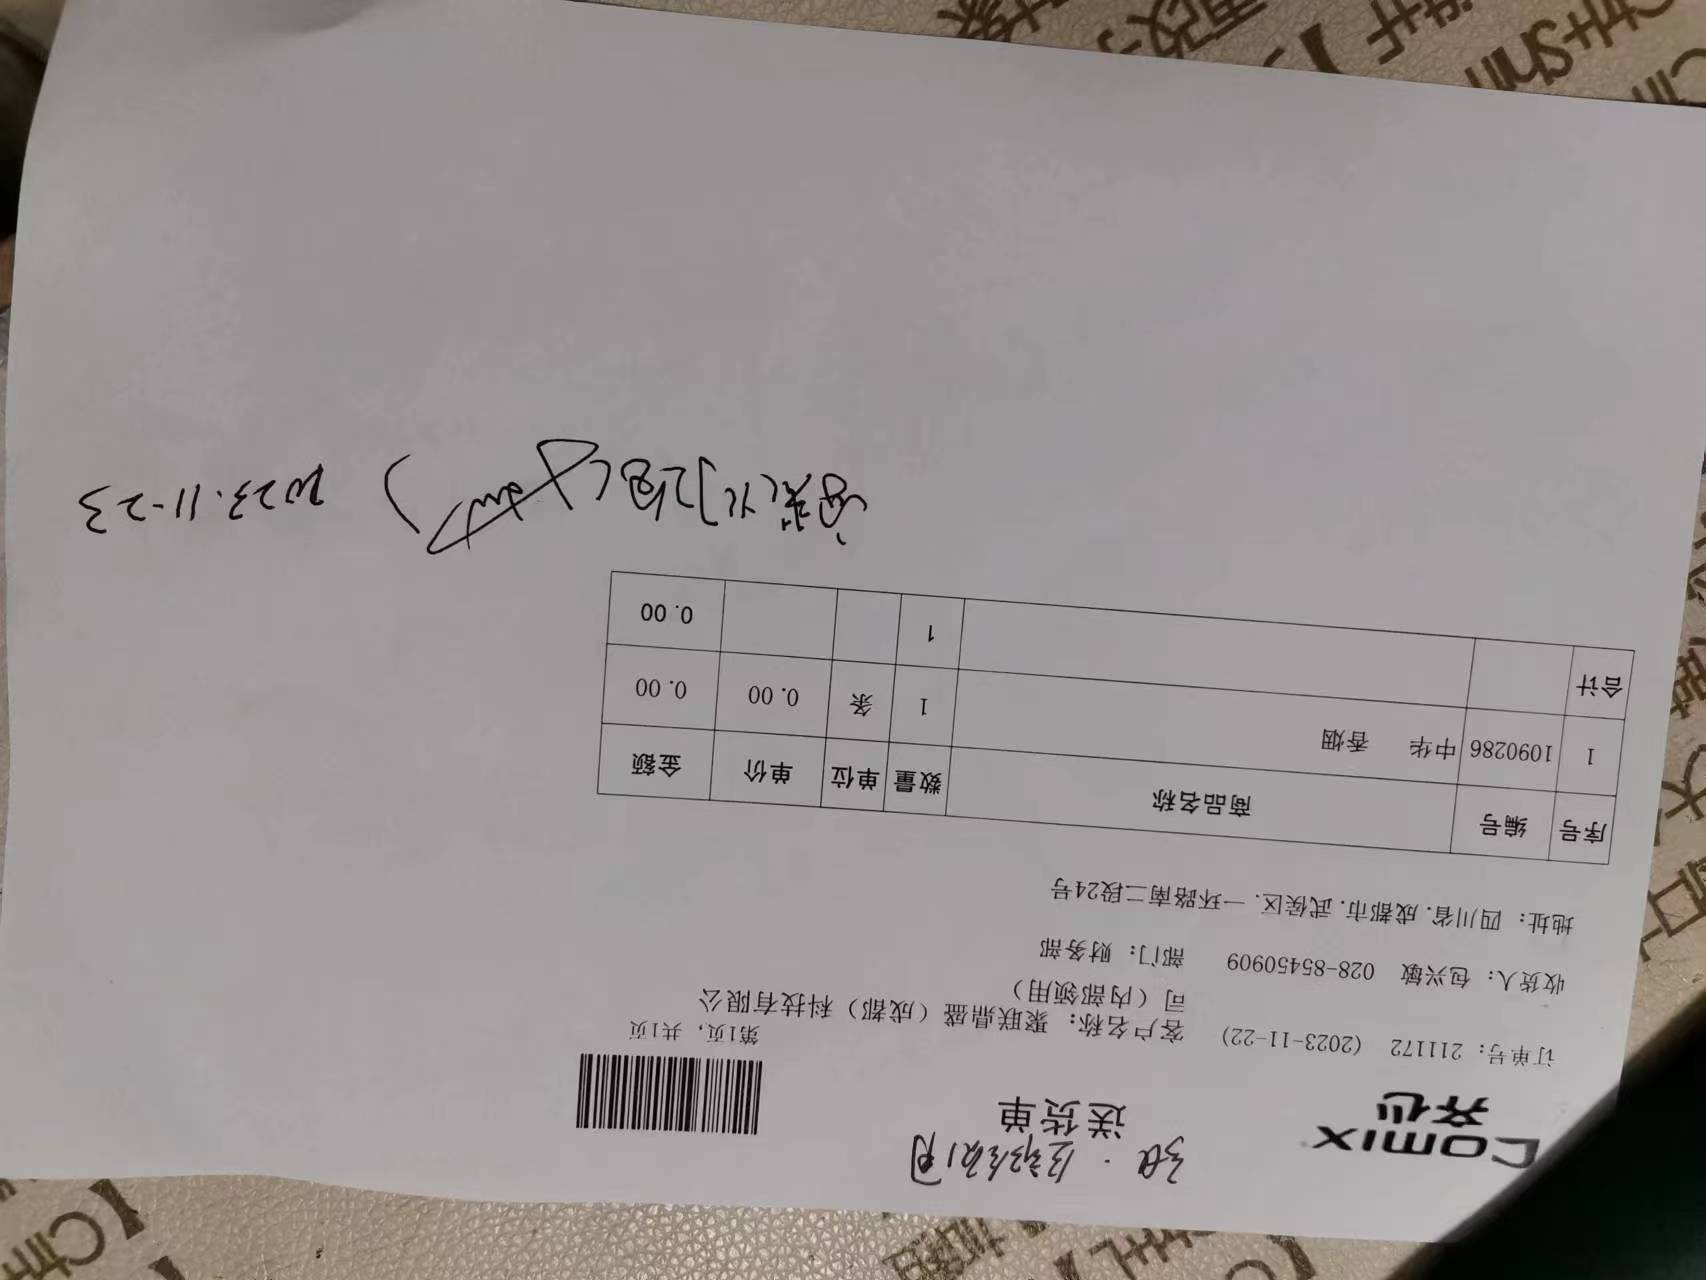 comix
齐心
送货单
第1页，共1页
订单号：211172 (2023-11-22) 客户名称：聚联鼎盛（成都）科技有限公
司（内部领用）
收货人：包兴敏 028-85450909 部门：财务部
地址：四川省.成都市.武侯区.一环路南二段24号
序号 编号 商品名称 数量 单位 单价 金额
1 1090286 中华 香烟 1 条 0.00 0.00
合计 1 0.00
2023.11-23